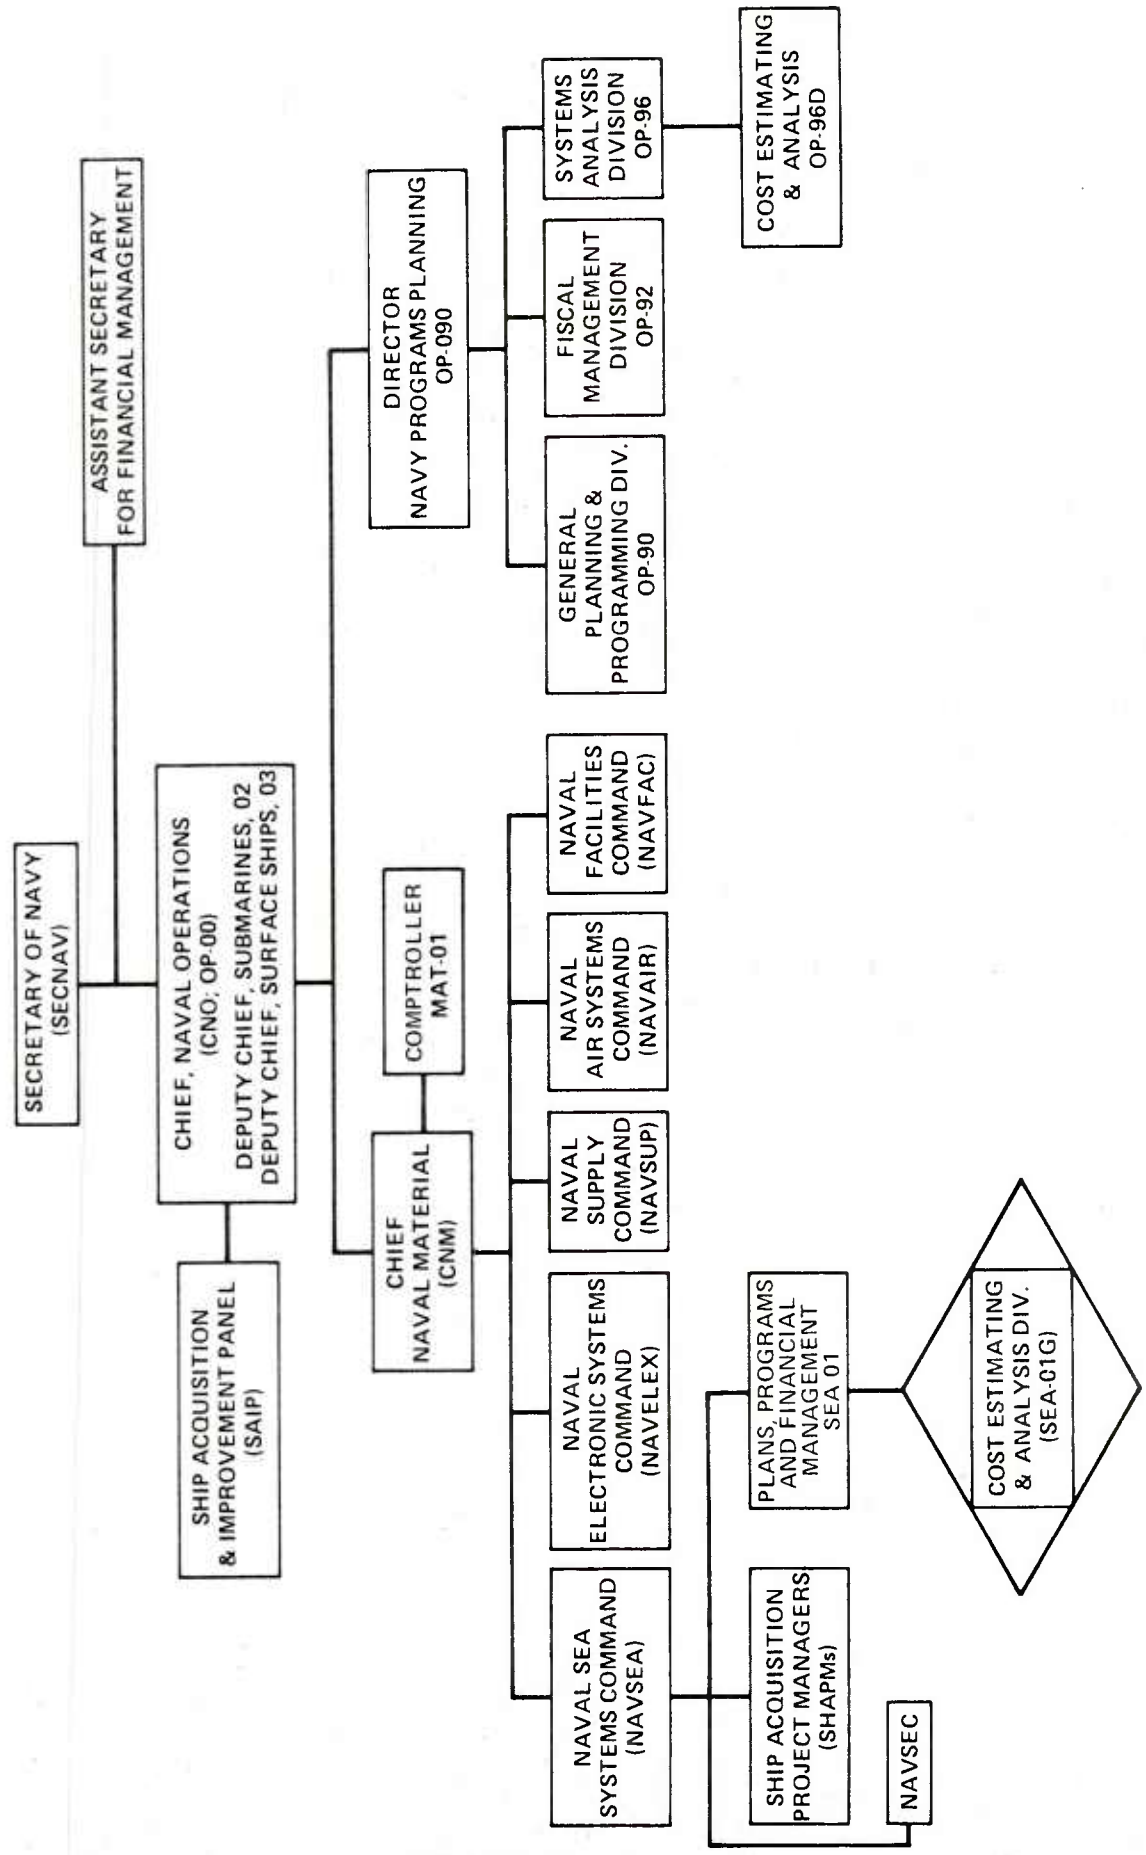 SECRETARY OF NAVY
(SECNAV)
ASSISTANT SECRETARY
FOR FINANCIAL MANAGEMENT
CHIEF, NAVAL OPERATIONS
(CNO; OP-00)
DEPUTY CHIEF, SUBMARINES, 02
DEPUTY CHIEF, SURFACE SHIPS, 03
SHIP ACQUISITION
& IMPROVEMENT PANEL
(SAIP)
CHIEF
NAVAL MATERIAL
(CNM)
COMPTROLLER
MAT-01
DIRECTOR
NAVY PROGRAMS PLANNING
OP-090
NAVAL SEA
SYSTEMS COMMAND
(NAVSEA)
NAVAL
ELECTRONIC SYSTEMS
COMMAND
(NAVELEX)
NAVAL
SUPPLY
COMMAND
(NAVSUP)
NAVAL
AIR SYSTEMS
COMMAND
(NAVAIR)
NAVAL
FACILITIES
COMMAND
(NAVFAC)
GENERAL
PLANNING &
PROGRAMMING DIV.
OP-90
FISCAL
MANAGEMENT
DIVISION
OP-92
SYSTEMS
ANALYSIS
DIVISION
OP-96
SHIP ACQUISITION
PROJECT MANAGERS
(SHAPMs)
PLANS, PROGRAMS
AND FINANCIAL
MANAGEMENT
SEA 01
COST ESTIMATING
& ANALYSIS
OP-96D
NAVSEC
COST ESTIMATING
& ANALYSIS DIV.
(SEA-01G)